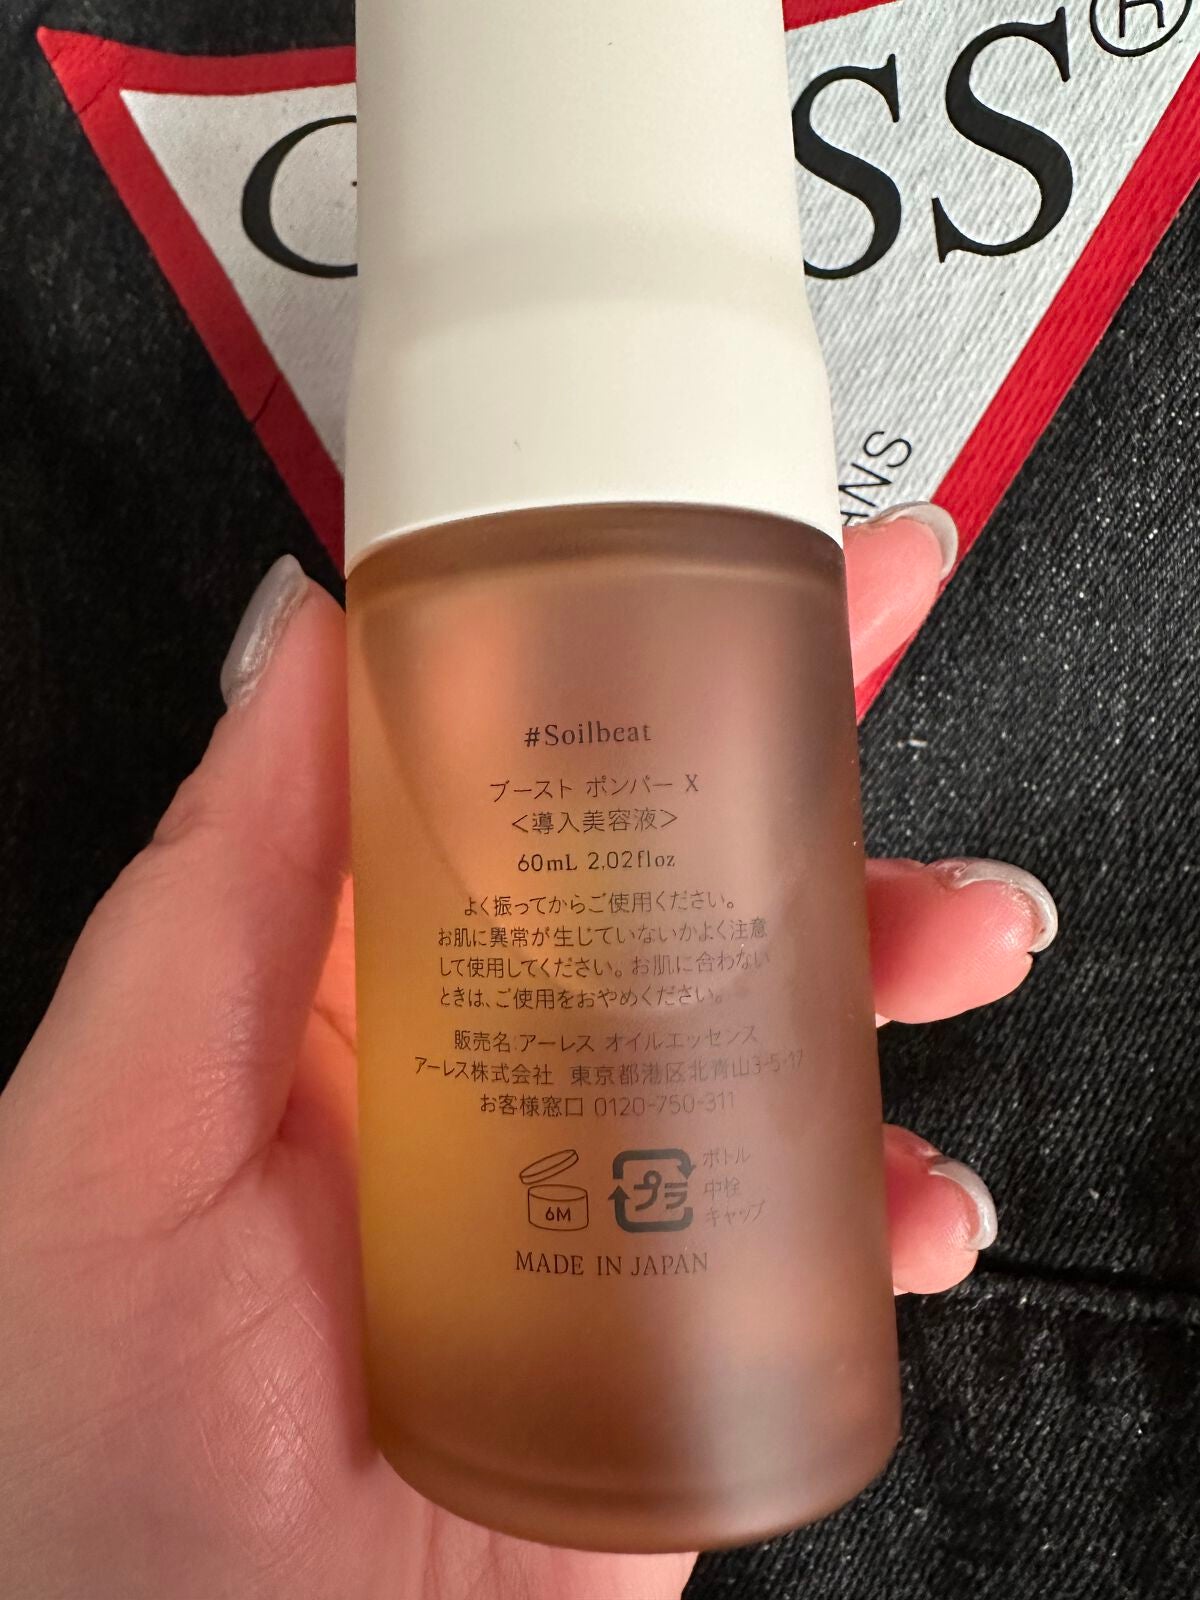 SS®
#Soilbeat
ブースト ポンパー X
<導入美容液>
60mL 2.02floz
よく振ってからご使用ください。
お肌に異常が生じていないかよく注意
して使用してください。お肌に合わない
ときは、ご使用をおやめください。
販売名:アーレス オイルエッセンス
アーレス株式会社 東京都港区北青山3-5-17
お客様窓口 0120-750-311
6M
プラ
ボトル
中栓
キャップ
MADE IN JAPAN